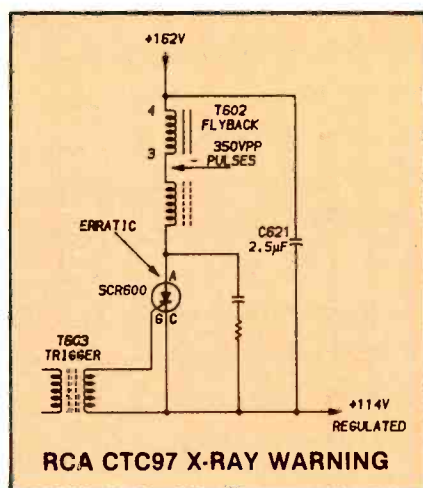 +162V
4
T602
FLYBACK
3
350VPP
PULSES
ERRATIC
C621
2.5µF
A
SCR600
G C
T603
TRIGGER
+114V
REGULATED
RCA CTC97 X-RAY WARNING